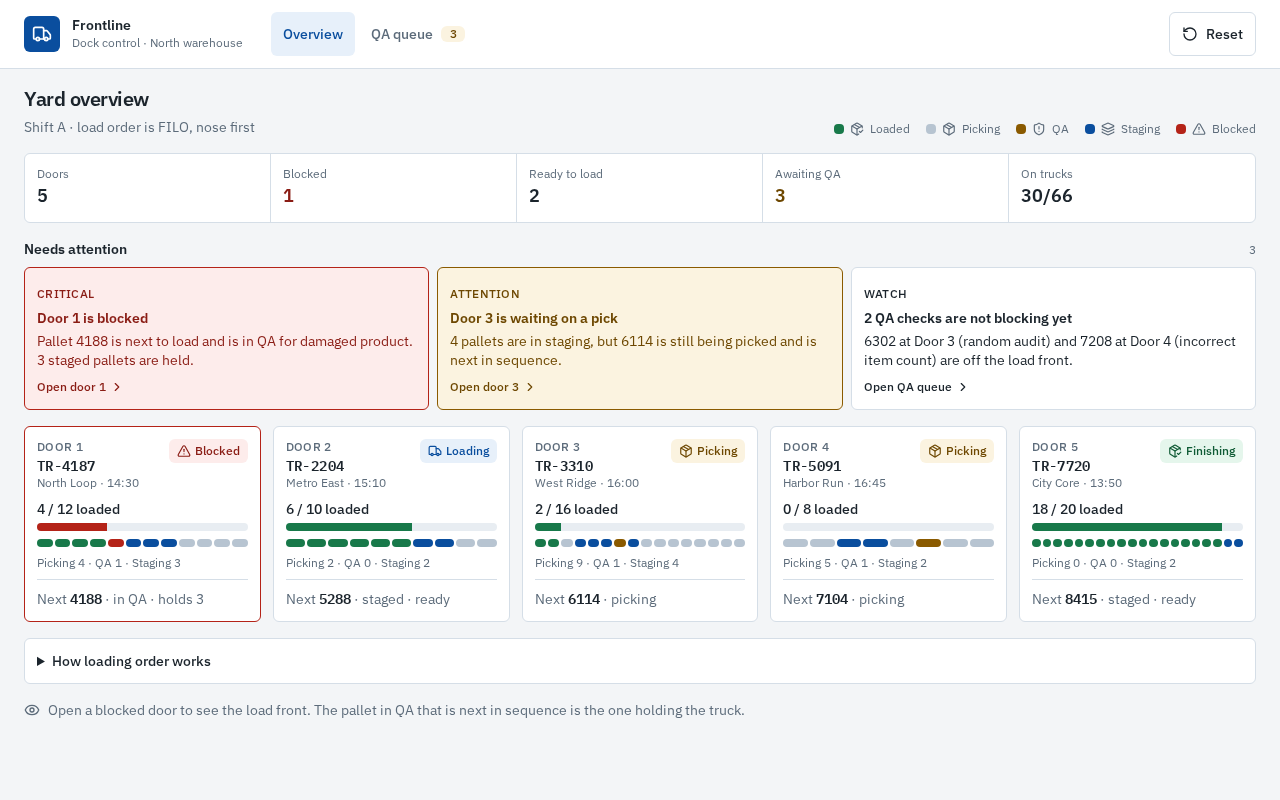 Frontline
Dock control · North warehouse
Overview
QA queue 3
Reset
Yard overview
Shift A · load order is FILO, nose first
Loaded
Picking
QA
Staging
Blocked
Doors
5
Blocked
1
Ready to load
2
Awaiting QA
3
On trucks
30/66
Needs attention
3
CRITICAL
Door 1 is blocked
Pallet 4188 is next to load and is in QA for damaged product.
3 staged pallets are held.
Open door 1
ATTENTION
Door 3 is waiting on a pick
4 pallets are in staging, but 6114 is still being picked and is
next in sequence.
Open door 3
WATCH
2 QA checks are not blocking yet
6302 at Door 3 (random audit) and 7208 at Door 4 (incorrect
item count) are off the load front.
Open QA queue
DOOR 1
Blocked
TR-4187
North Loop · 14:30
4 / 12 loaded
Picking 4 · QA 1 · Staging 3
Next 4188 · in QA · holds 3
DOOR 2
Loading
TR-2204
Metro East · 15:10
6 / 10 loaded
Picking 2 · QA 0 · Staging 2
Next 5288 · staged · ready
DOOR 3
Picking
TR-3310
West Ridge · 16:00
2 / 16 loaded
Picking 9 · QA 1 · Staging 4
Next 6114 · picking
DOOR 4
Picking
TR-5091
Harbor Run · 16:45
0 / 8 loaded
Picking 5 · QA 1 · Staging 2
Next 7104 · picking
DOOR 5
Finishing
TR-7720
City Core · 13:50
18 / 20 loaded
Picking 0 · QA 0 · Staging 2
Next 8415 · staged · ready
How loading order works
Open a blocked door to see the load front. The pallet in QA that is next in sequence is the one holding the truck.